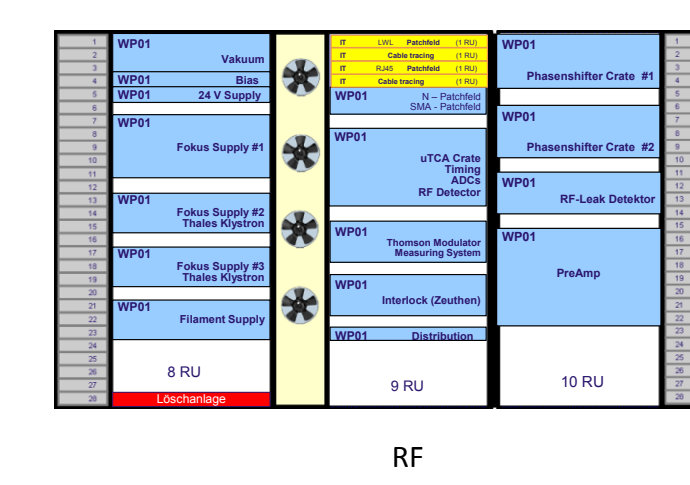 1
2
3
4
5
6
7
8
9
10
11
12
13
14
15
16
17
18
19
20
21
22
23
24
25
26
27
28
WP01
Vakuum
WP01 Bias
WP01 24 V Supply
WP01
Fokus Supply #1
WP01
Fokus Supply #2
Thales Klystron
WP01
Fokus Supply #3
Thales Klystron
WP01
Filament Supply
8 RU
Löschanlage
IT LWL Patchfeld (1 RU)
IT Cable tracing (1 RU)
IT RJ45 Patchfeld (1 RU)
IT Cable tracing (1 RU)
WP01 N – Patchfeld
SMA - Patchfeld
WP01
uTCA Crate
Timing
ADCs
RF Detector
WP01
Thomson Modulator
Measuring System
WP01
Interlock (Zeuthen)
WP01 Distribution
9 RU
WP01
Phasenshifter Crate #1
WP01
Phasenshifter Crate #2
WP01
RF-Leak Detektor
WP01
PreAmp
10 RU
1
2
3
4
5
6
7
8
9
10
11
12
13
14
15
16
17
18
19
20
21
22
23
24
25
26
27
28
RF